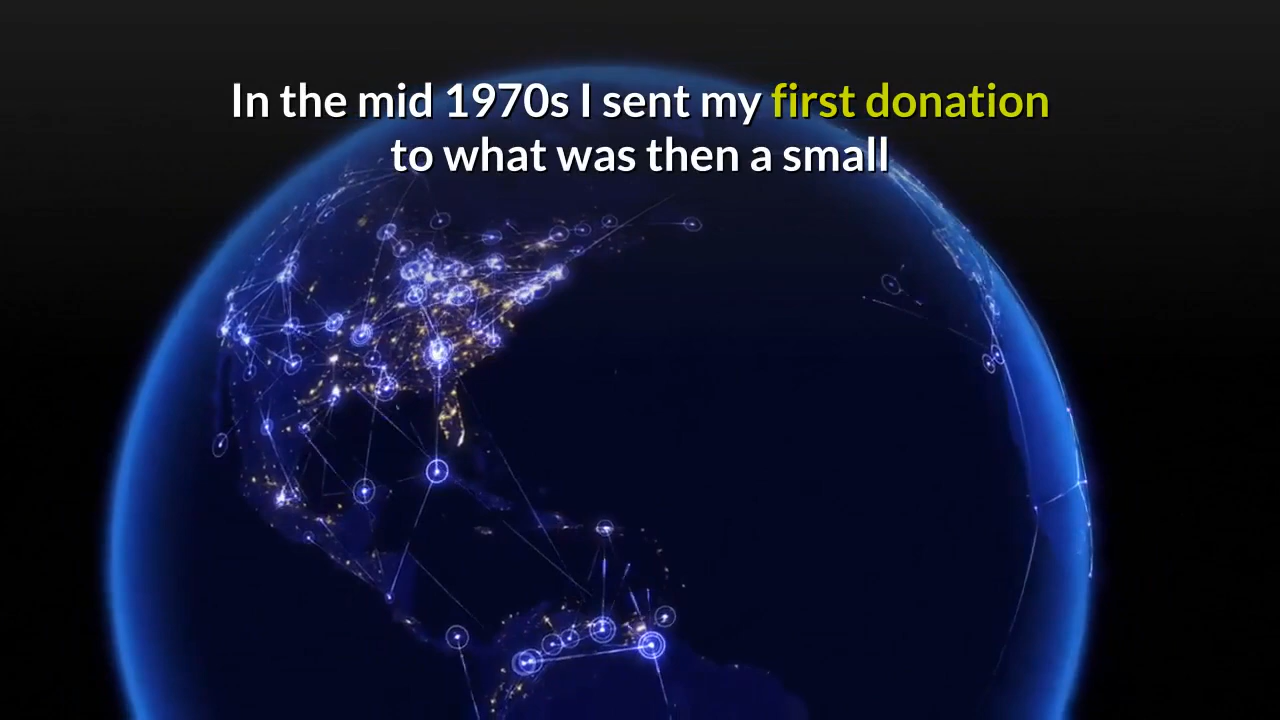 In the mid 1970s I sent my first donation
to what was then a small